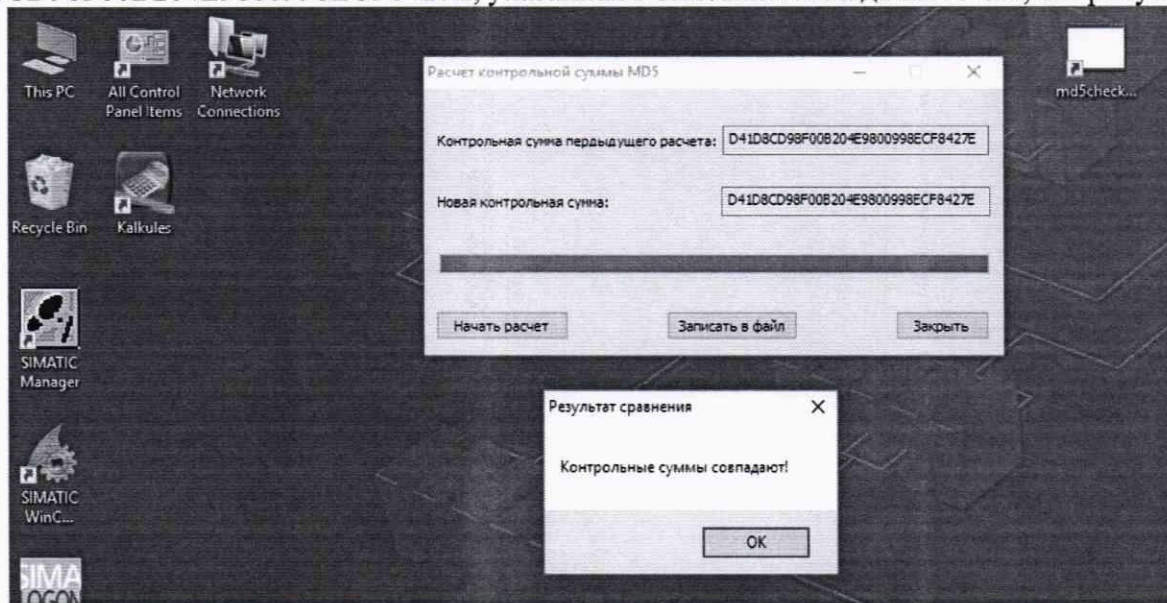 This PC
All Control
Panel Items
Network
Connections
md5check...
Recycle Bin
Kalkules
SIMATIC
Manager
SIMATIC
WinC...
SIMA
LOGON
Расчет контрольной суммы MD5
Контрольная сумма пердыдущего расчета: D41D8CD98F00B204E9800998ECF8427E
Новая контрольная сумма: D41D8CD98F00B204E9800998ECF8427E
Начать расчет
Записать в файл
Закрыть
Результат сравнения
Контрольные суммы совпадают!
OK